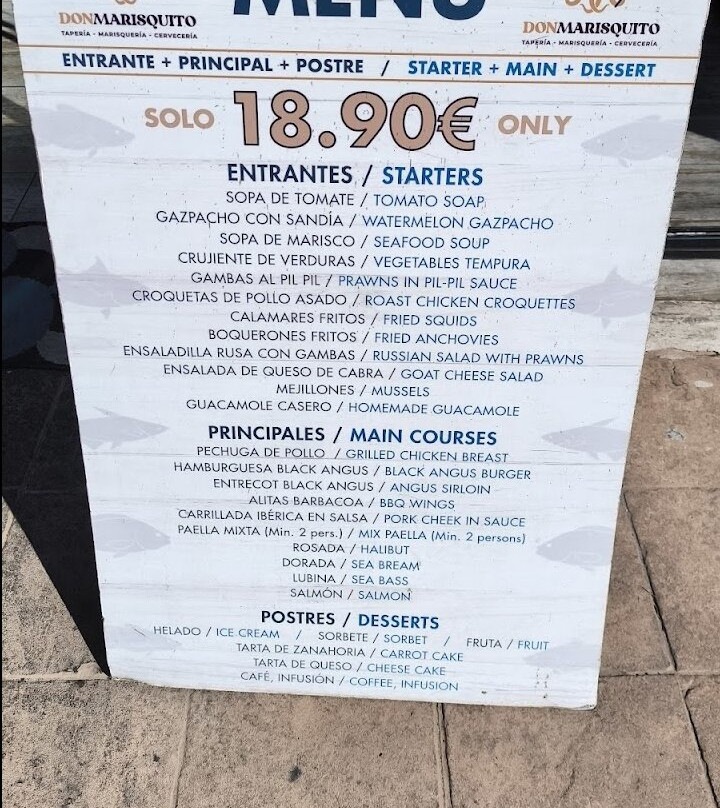 MENÚ
DONMARISQUITO
TAPERÍA - MARISQUERÍA - CERVECERÍA
DONMARISQUITO
TAPERÍA - MARISQUERÍA - CERVECERÍA
ENTRANTE + PRINCIPAL + POSTRE / STARTER + MAIN + DESSERT
SOLO 18.90€ ONLY
ENTRANTES / STARTERS
SOPA DE TOMATE / TOMATO SOAP
GAZPACHO CON SANDÍA / WATERMELON GAZPACHO
SOPA DE MARISCO / SEAFOOD SOUP
CRUJIENTE DE VERDURAS / VEGETABLES TEMPURA
GAMBAS AL PIL PIL / PRAWNS IN PIL-PIL SAUCE
CROQUETAS DE POLLO ASADO / ROAST CHICKEN CROQUETTES
CALAMARES FRITOS / FRIED SQUIDS
BOQUERONES FRITOS / FRIED ANCHOVIES
ENSALADILLA RUSA CON GAMBAS / RUSSIAN SALAD WITH PRAWNS
ENSALADA DE QUESO DE CABRA / GOAT CHEESE SALAD
MEJILLONES / MUSSELS
GUACAMOLE CASERO / HOMEMADE GUACAMOLE
PRINCIPALES / MAIN COURSES
PECHUGA DE POLLO / GRILLED CHICKEN BREAST
HAMBURGUESA BLACK ANGUS / BLACK ANGUS BURGER
ENTRECOT BLACK ANGUS / ANGUS SIRLOIN
ALITAS BARBACOA / BBQ WINGS
CARRILLADA IBÉRICA EN SALSA / PORK CHEEK IN SAUCE
PAELLA MIXTA (Min. 2 pers.) / MIX PAELLA (Min. 2 persons)
ROSADA / HALIBUT
DORADA / SEA BREAM
LUBINA / SEA BASS
SALMÓN / SALMON
POSTRES / DESSERTS
HELADO / ICE CREAM / SORBETE / SORBET / FRUTA / FRUIT
TARTA DE ZANAHORIA / CARROT CAKE
TARTA DE QUESO / CHEESE CAKE
CAFÉ, INFUSIÓN / COFFEE, INFUSION